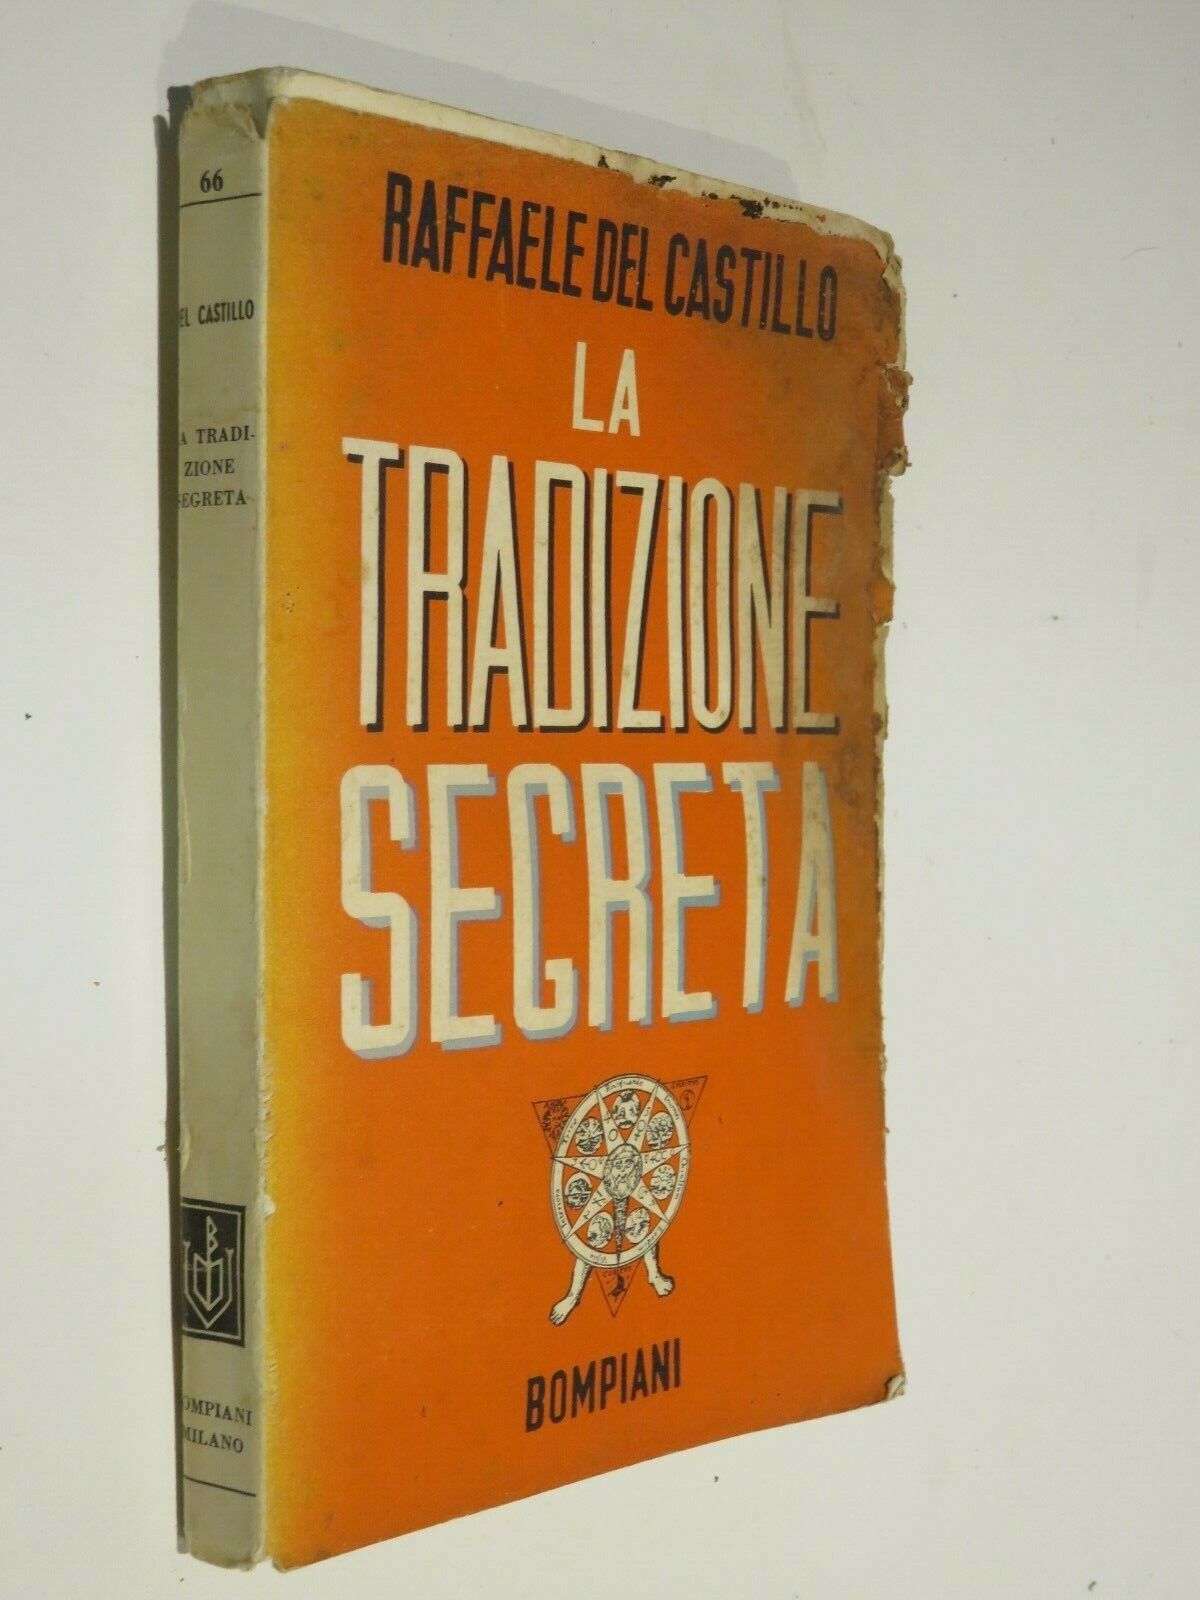 66
EL CASTILLO
A TRADI-
ZIONE
SEGRETA
B
OMPIANI
MILANO
RAFFAELE DEL CASTILLO
LA
TRADIZIONE
SEGRETA
BOMPIANI